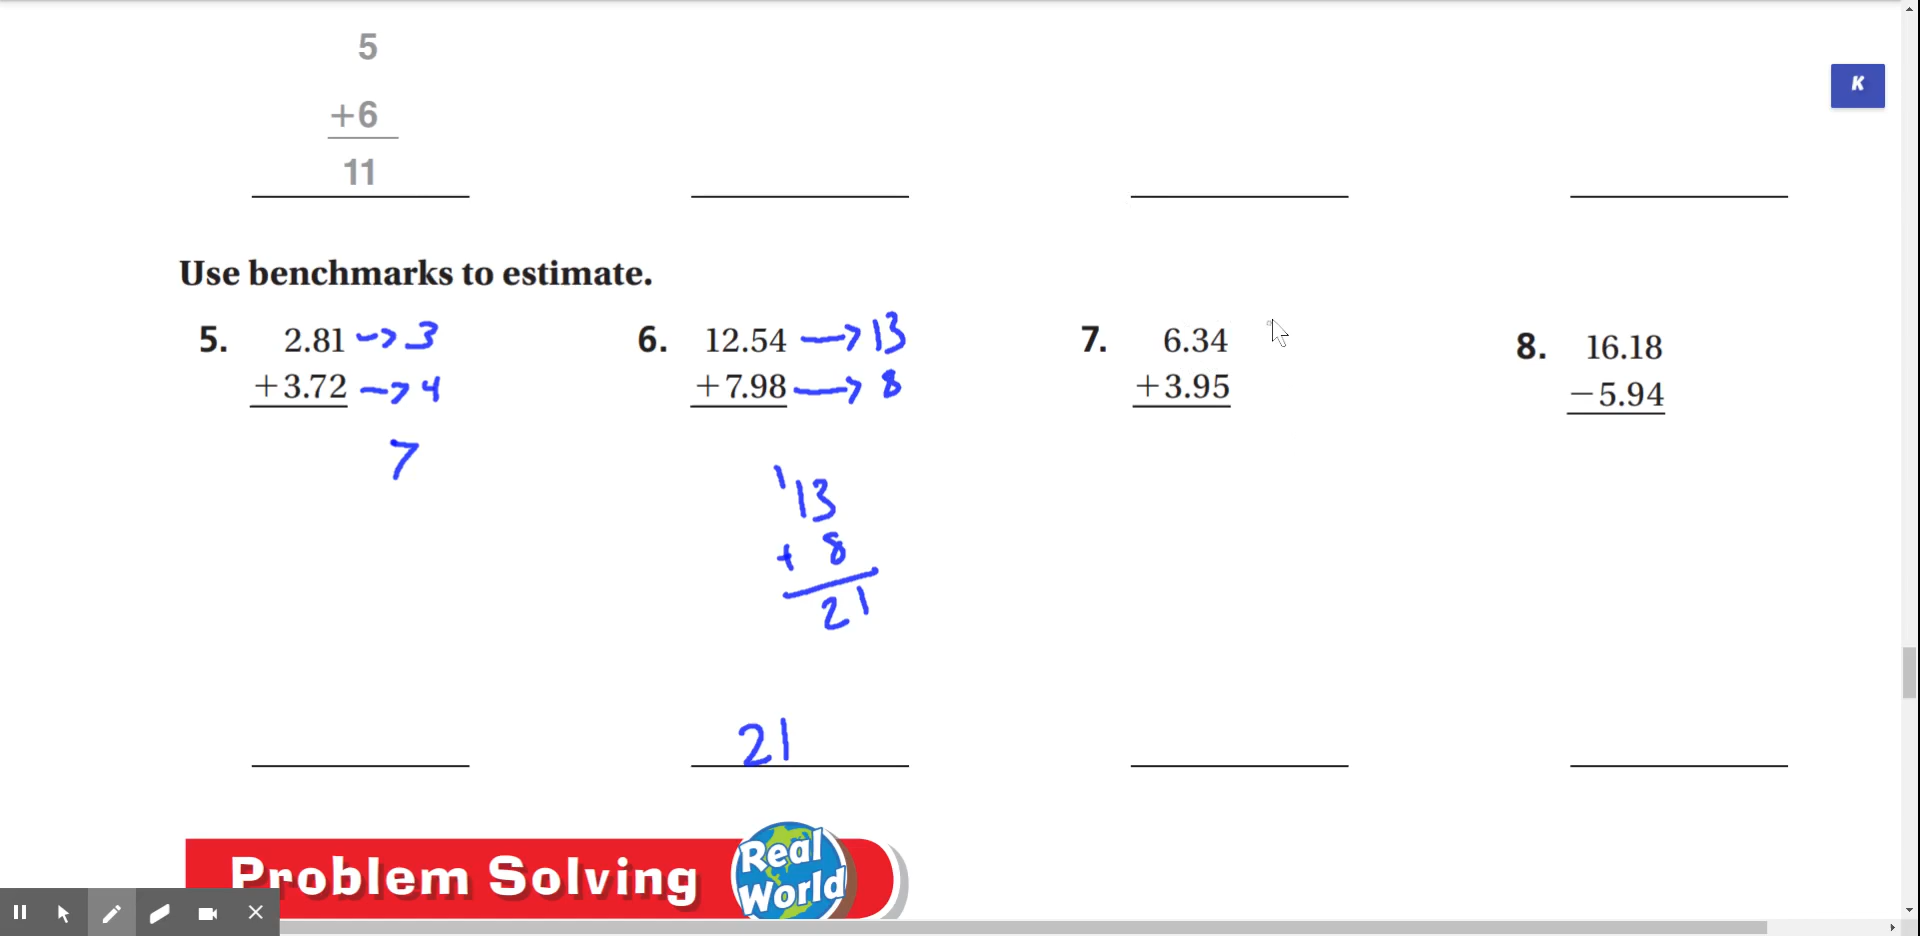 5
+6
11
K
Use benchmarks to estimate.
5. 2.81 → 3
+3.72 → 4
7
6. 12.54 → 13
+7.98 → 8
1
13
+ 8
21
21
7. 6.34
+3.95
8. 16.18
−5.94
Problem Solving
Real
World